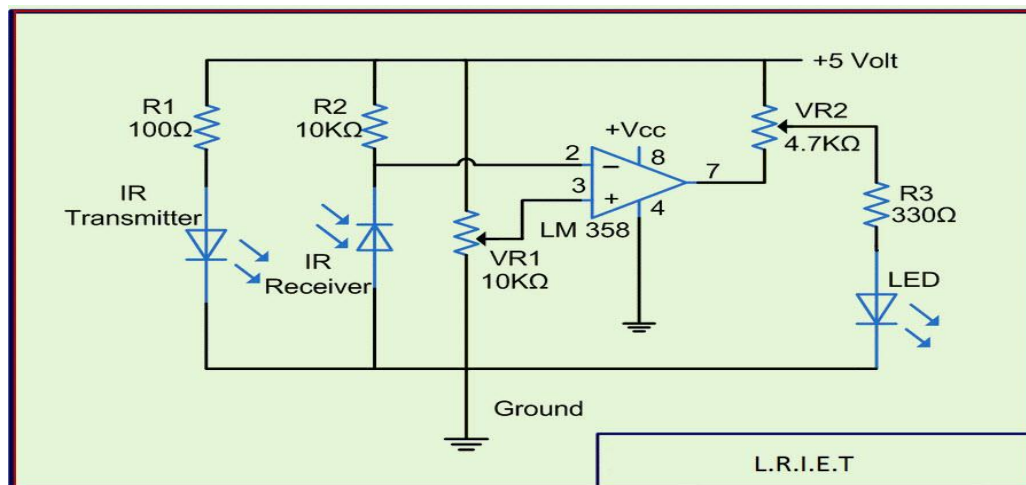 +5 Volt
R1
100Ω
R2
10KΩ
VR2
4.7KΩ
+Vcc
2
8
7
3
4
LM 358
IR
Transmitter
IR
Receiver
VR1
10KΩ
R3
330Ω
LED
Ground
L.R.I.E.T